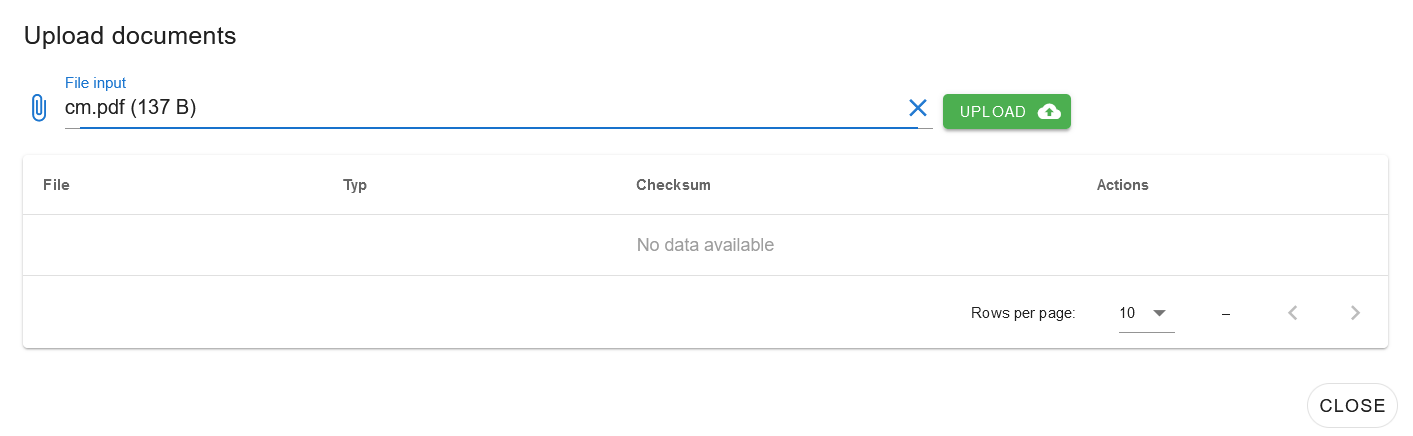 Upload documents
File input
cm.pdf (137 B)
UPLOAD
File Typ Checksum Actions
No data available
Rows per page: 10 –
CLOSE